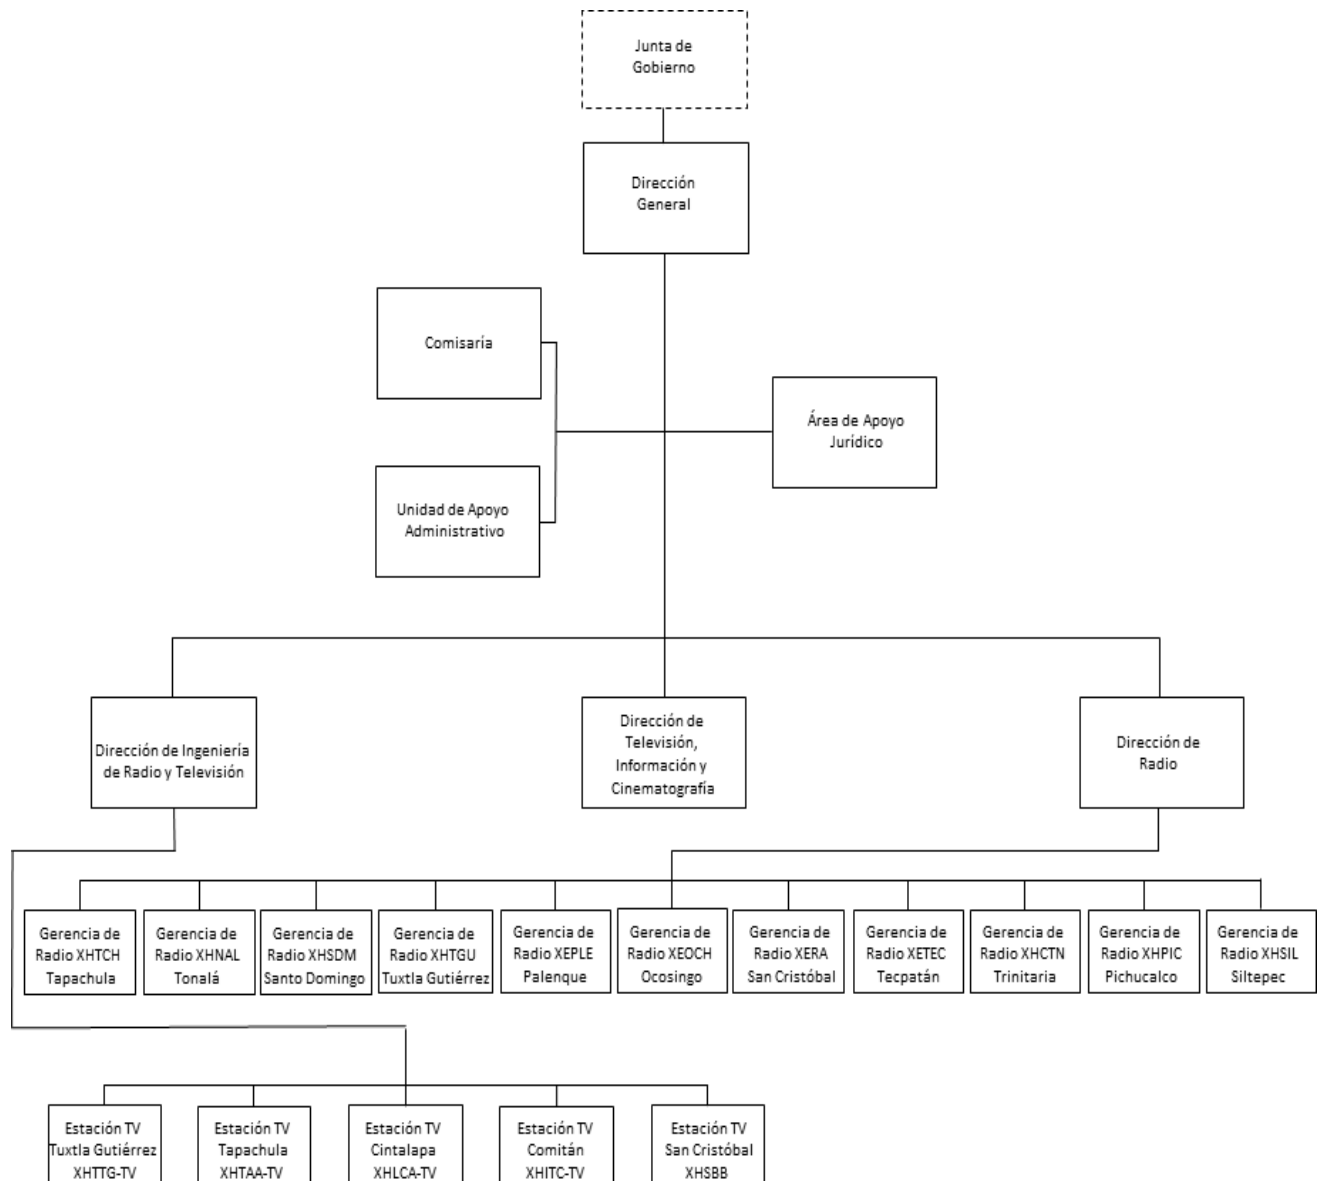 Junta de
Gobierno
Dirección
General
Comisaría
Área de Apoyo
Jurídico
Unidad de Apoyo
Administrativo
Dirección de Ingeniería
de Radio y Televisión
Dirección de
Televisión,
Información y
Cinematografía
Dirección de
Radio
Gerencia de
Radio XHTCH
Tapachula
Gerencia de
Radio XHNAL
Tonalá
Gerencia de
Radio XHSDM
Santo Domingo
Gerencia de
Radio XHTGU
Tuxtla Gutiérrez
Gerencia de
Radio XEPLE
Palenque
Gerencia de
Radio XEOCH
Ocosingo
Gerencia de
Radio XERA
San Cristóbal
Gerencia de
Radio XETEC
Tecpatán
Gerencia de
Radio XHCTN
Trinitaria
Gerencia de
Radio XHPIC
Pichucalco
Gerencia de
Radio XHSIL
Siltepec
Estación TV
Tuxtla Gutiérrez
XHTTG-TV
Estación TV
Tapachula
XHTAA-TV
Estación TV
Cintalapa
XHLCA-TV
Estación TV
Comitán
XHITC-TV
Estación TV
San Cristóbal
XHSBB